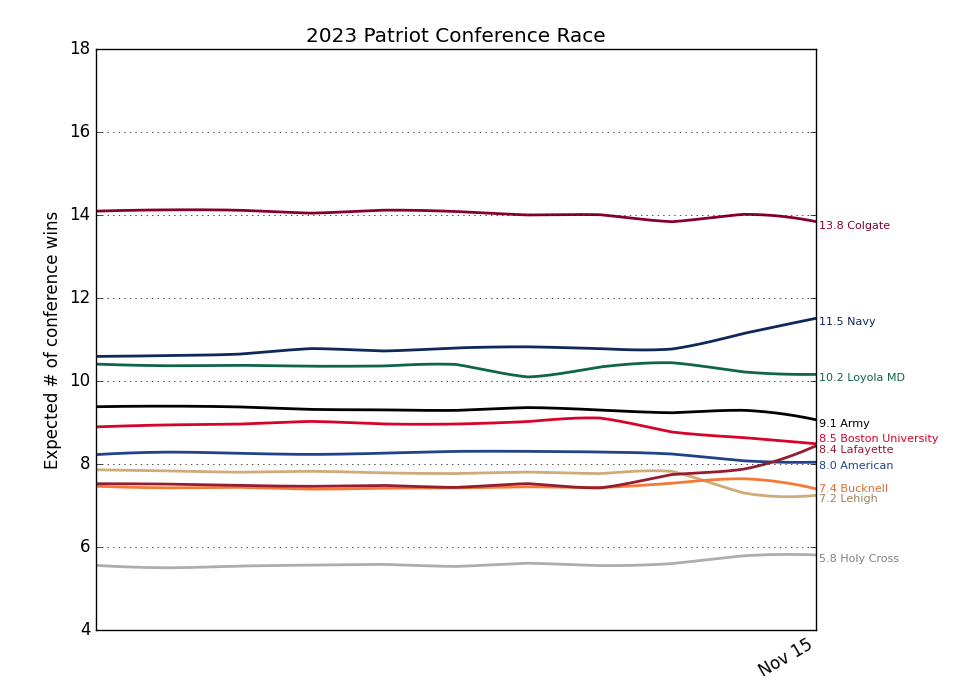 2023 Patriot Conference Race
Expected # of conference wins
18
16
14
12
10
8
6
4
13.8 Colgate
11.5 Navy
10.2 Loyola MD
9.1 Army
8.5 Boston University
8.4 Lafayette
8.0 American
7.4 Bucknell
7.2 Lehigh
5.8 Holy Cross
Nov 15